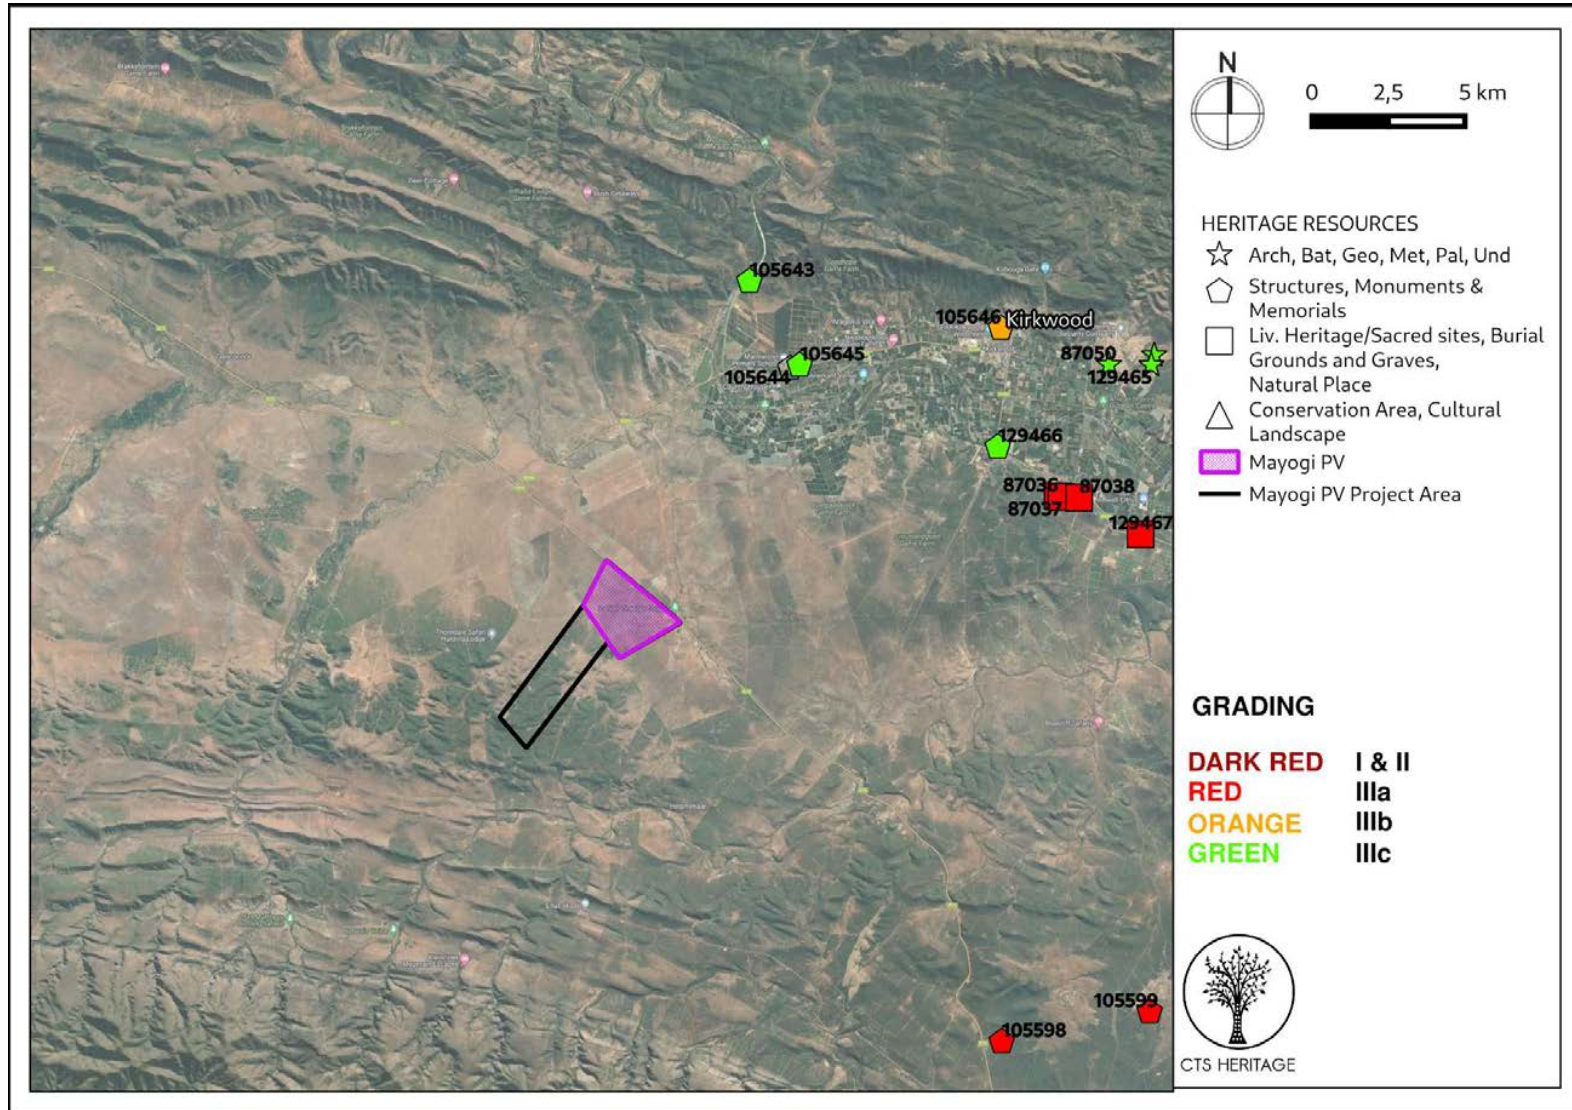 Brakkefontein
Game Farm
105643
105646
Kirkwood
105645
105644
87050
129465
129466
87036
87038
87037
129467
105598
105599
N
0 2,5 5 km
HERITAGE RESOURCES
Arch, Bat, Geo, Met, Pal, Und
Structures, Monuments &
Memorials
Liv. Heritage/Sacred sites, Burial
Grounds and Graves,
Natural Place
Conservation Area, Cultural
Landscape
Mayogi PV
Mayogi PV Project Area
GRADING
DARK RED I & II
RED IIIa
ORANGE IIIb
GREEN IIIc
CTS HERITAGE